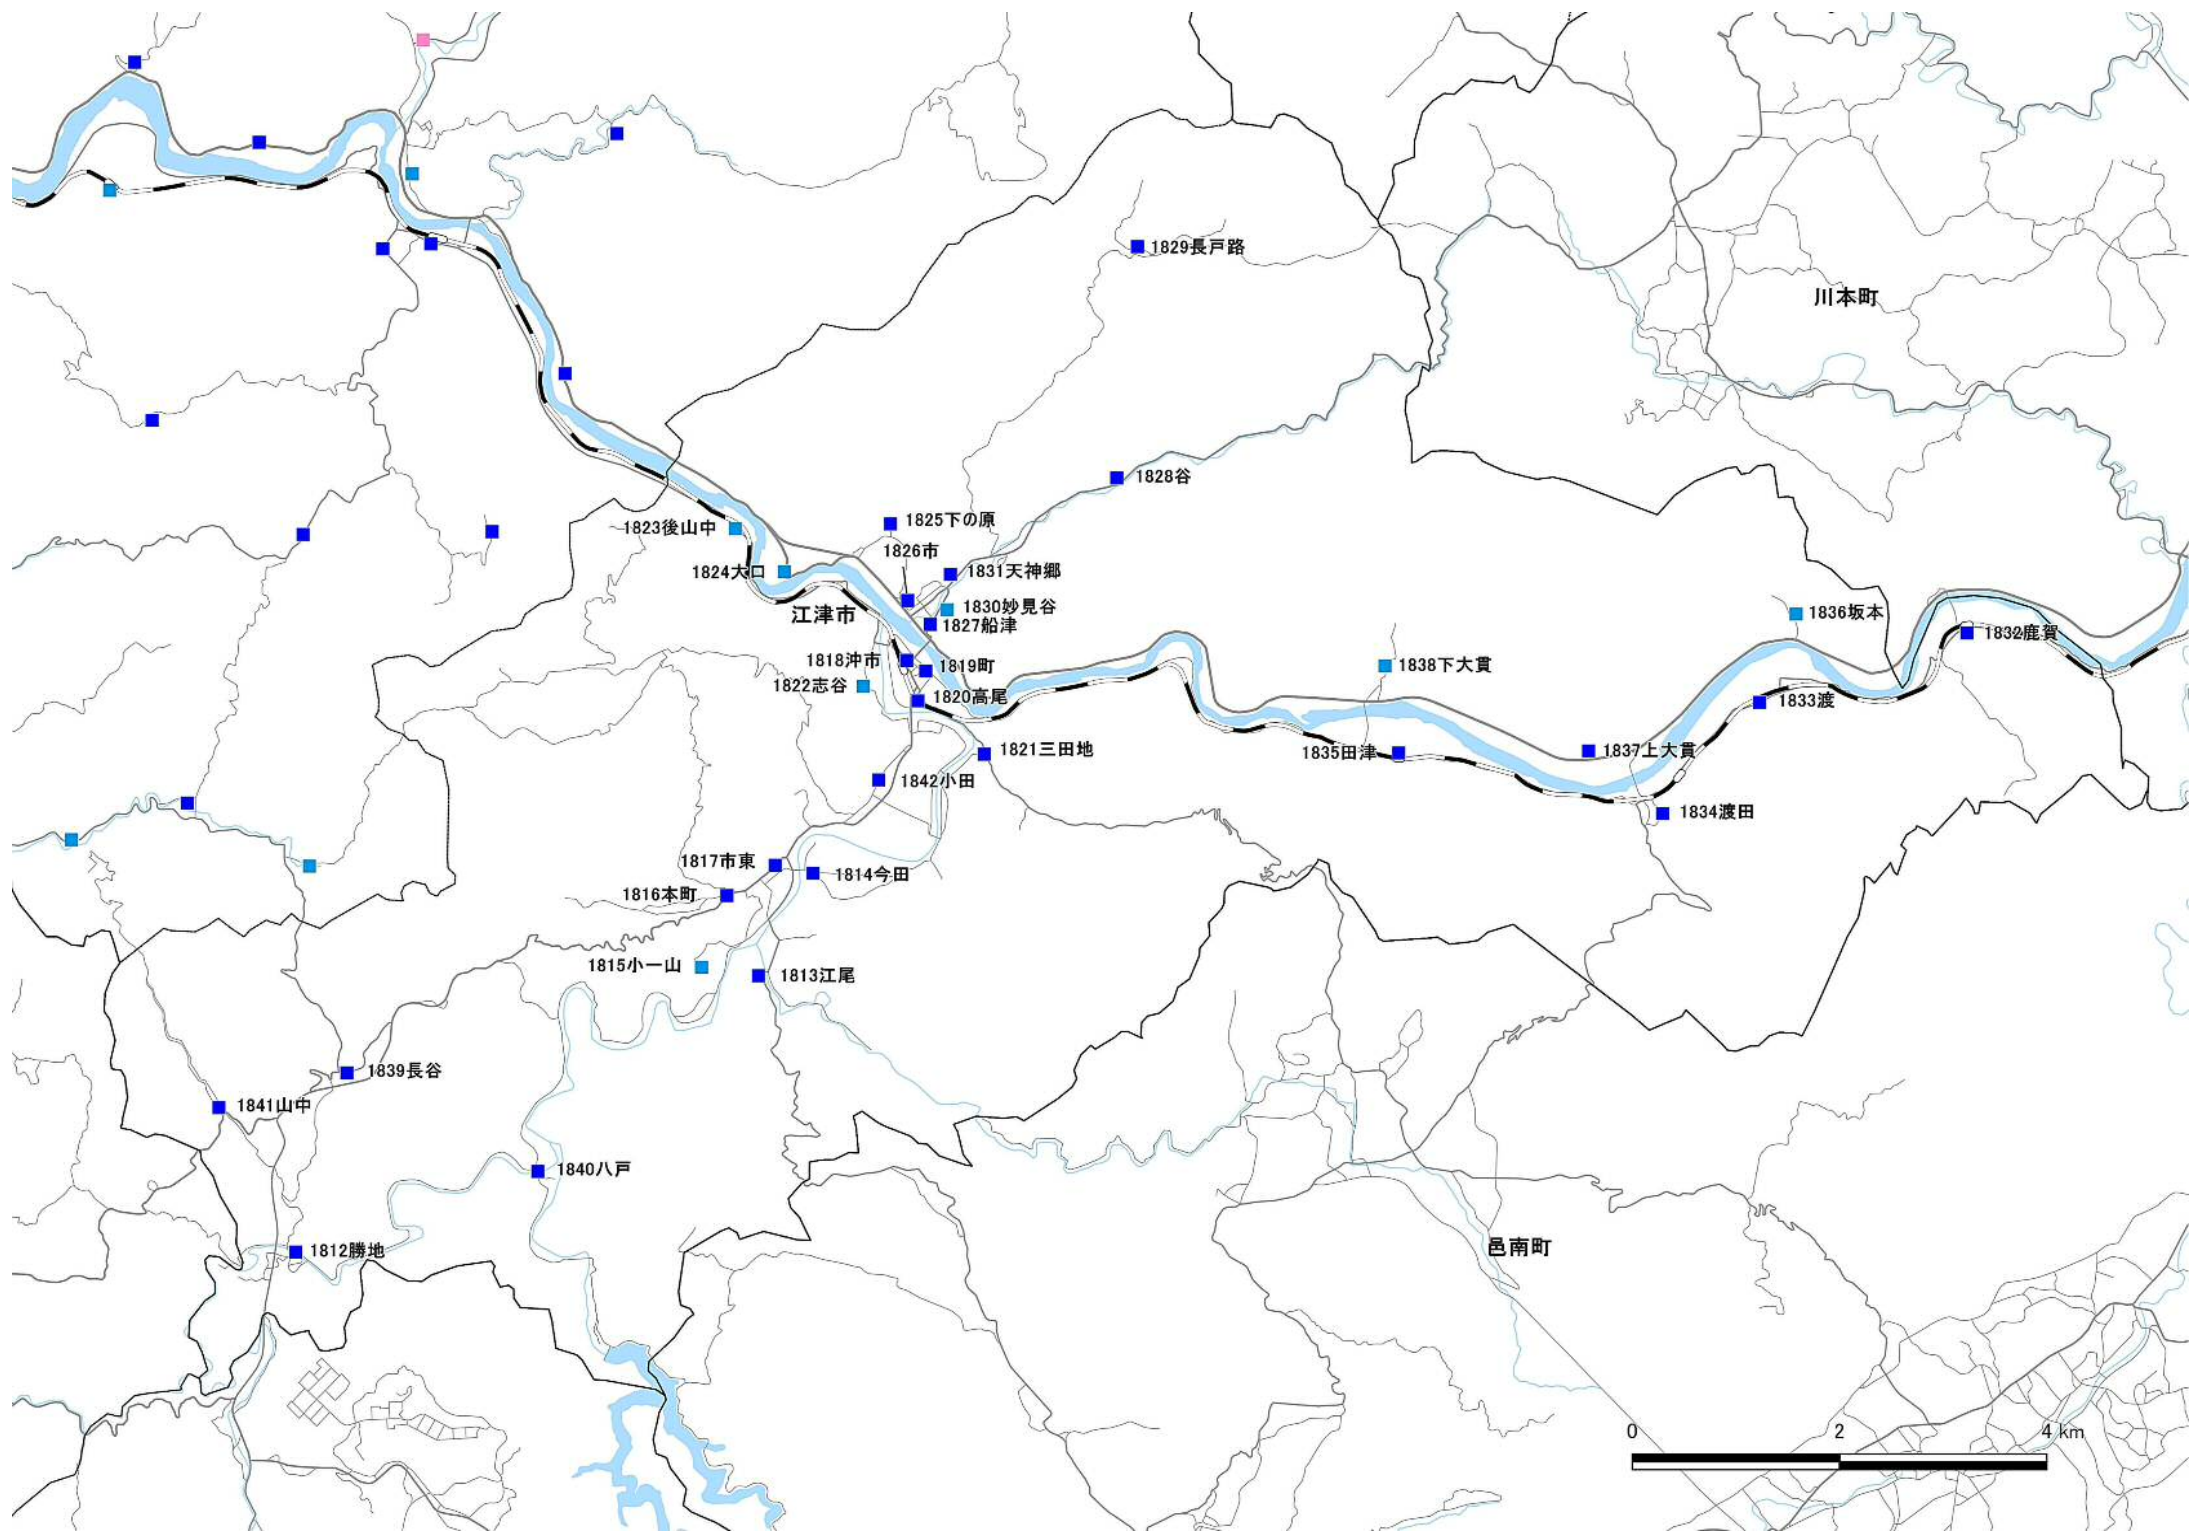 1829長戸路
川本町
1828谷
1825下の原
1823後山中
1826市
1824大口
1831天神郷
1830妙見谷
江津市
1836坂本
1827船津
1832鹿賀
1818沖市
1819町
1838下大貫
1822志谷
1820高尾
1833渡
1821三田地
1835田津
1837上大貫
1842小田
1834渡田
1817市東
1814今田
1816本町
1815小一山
1813江尾
1839長谷
1841山中
1840八戸
邑南町
1812勝地
0 2 4 km